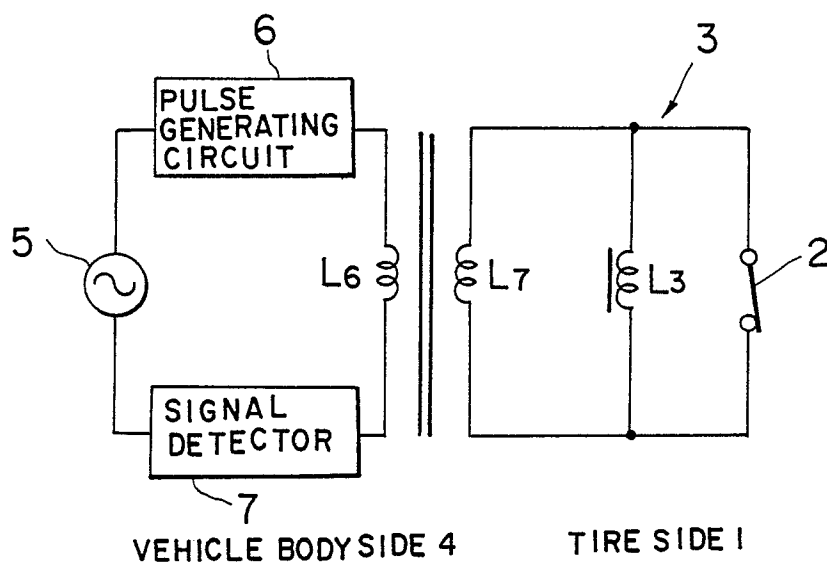 6
3
PULSE
GENERATING
CIRCUIT
5
L6
L7
L3
2
SIGNAL
DETECTOR
7
VEHICLE BODY SIDE 4
TIRE SIDE 1